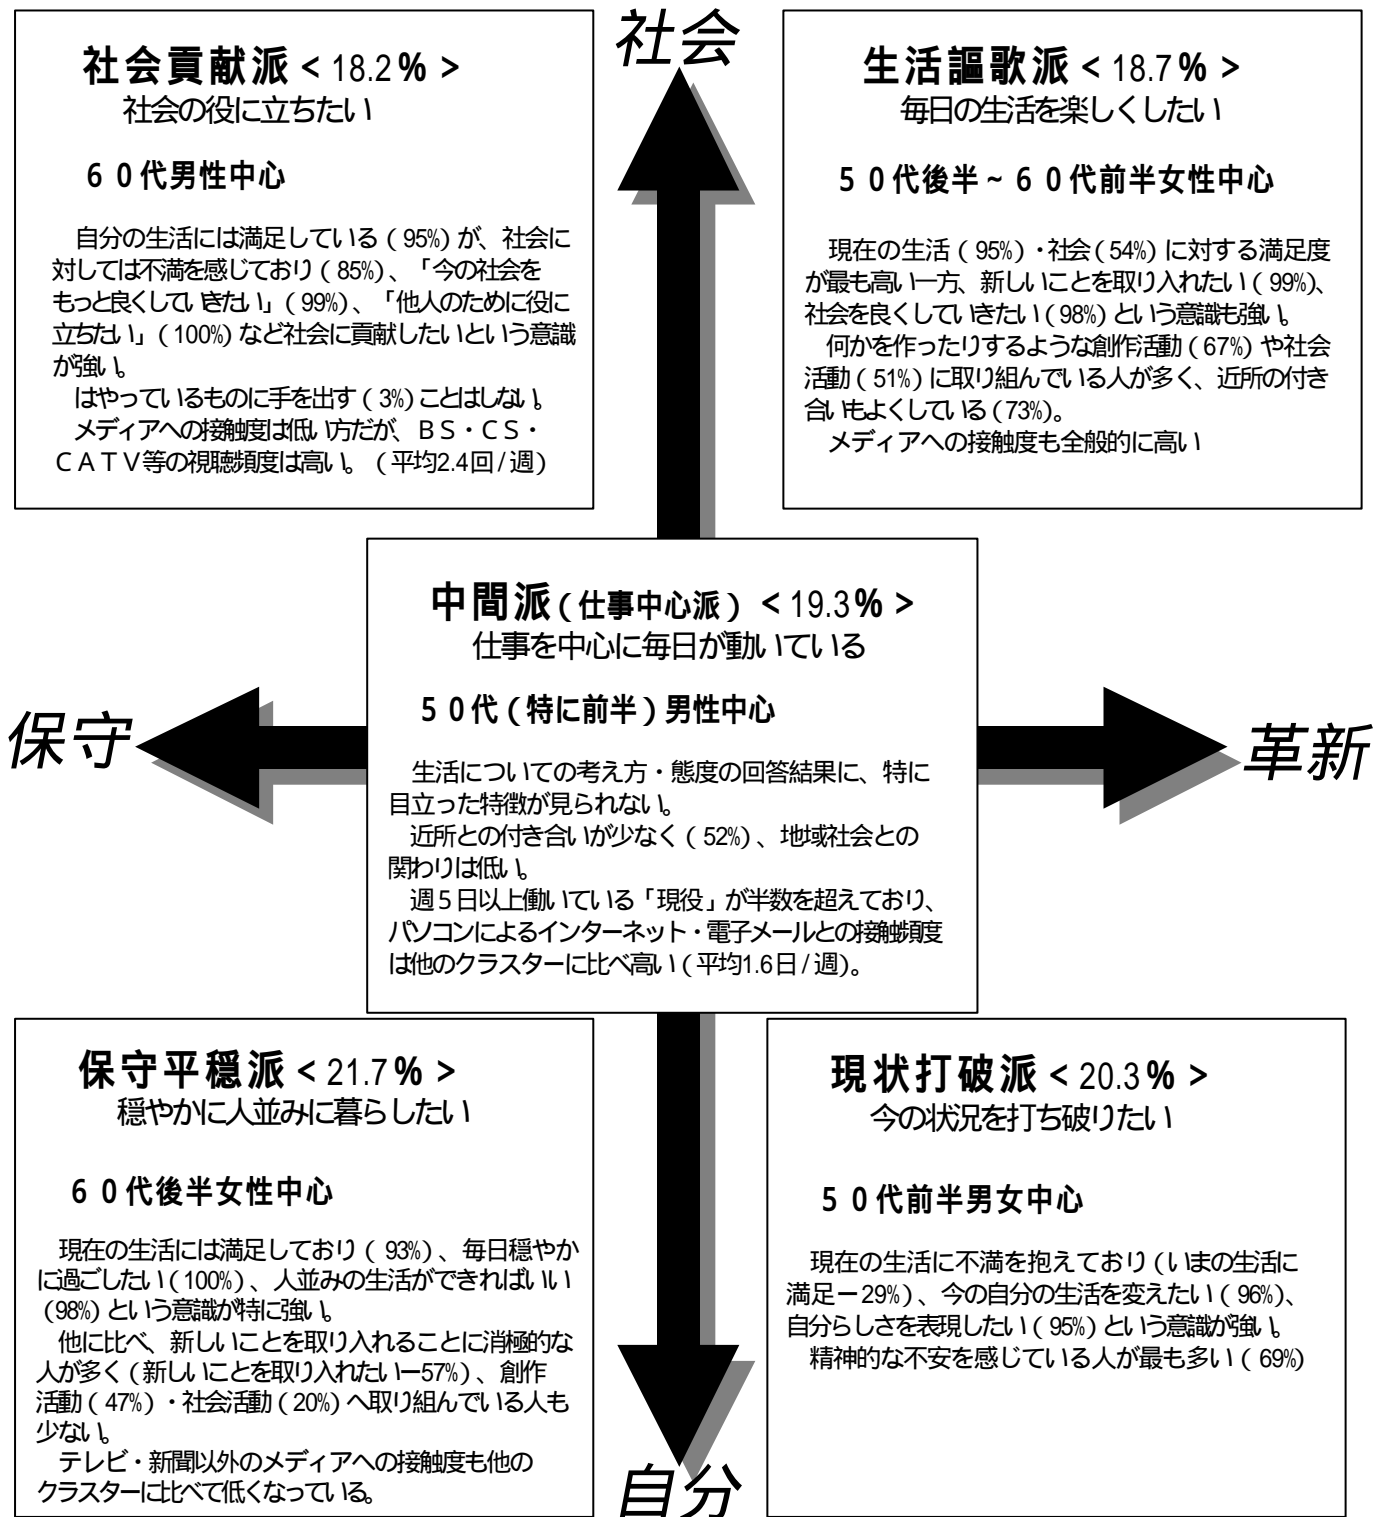 社会
社会貢献派 < 18.2% >
社会の役に立ちたい
６０代男性中心
自分の生活には満足している（95%）が、社会に
対しては不満を感じており（85%）、「今の社会を
もっと良くしていきたい」（99%）、「他人のために役に
立ちたい」（100%）など社会に貢献したいという意識
が強い。
はやっているものに手を出す（3%）ことはしない。
メディアへの接触度は低い方だが、ＢＳ・ＣＳ・
ＣＡＴＶ等の視聴頻度は高い。（平均2.4回/週）
生活謳歌派 < 18.7% >
毎日の生活を楽しくしたい
５０代後半～６０代前半女性中心
現在の生活（95%）・社会（54%）に対する満足度
が最も高い一方、新しいことを取り入れたい（99%）、
社会を良くしていきたい（98%）という意識も強い。
何かを作ったりするような創作活動（67%）や社会
活動（51%）に取り組んでいる人が多く、近所の付き
合いもよくしている（73%）。
メディアへの接触度も全般的に高い
保守
中間派（仕事中心派）< 19.3% >
仕事を中心に毎日が動いている
５０代（特に前半）男性中心
生活についての考え方・態度の回答結果に、特に
目立った特徴が見られない。
近所との付き合いが少なく（52%）、地域社会との
関わりは低い。
週５日以上働いている「現役」が半数を超えており、
パソコンによるインターネット・電子メールとの接触頻度
は他のクラスターに比べ高い（平均1.6日/週）。
革新
保守平穏派 < 21.7% >
穏やかに人並みに暮らしたい
６０代後半女性中心
現在の生活には満足しており（93%）、毎日穏やか
に過ごしたい（100%）、人並みの生活ができればいい
（98%）という意識が特に強い。
他に比べ、新しいことを取り入れることに消極的な
人が多く（新しいことを取り入れたいー57%）、創作
活動（47%）・社会活動（20%）へ取り組んでいる人も
少ない。
テレビ・新聞以外のメディアへの接触度も他の
クラスターに比べて低くなっている。
現状打破派 < 20.3% >
今の状況を打ち破りたい
５０代前半男女中心
現在の生活に不満を抱えており（いまの生活に
満足ー29%）、今の自分の生活を変えたい（96%）、
自分らしさを表現したい（95%）という意識が強い。
精神的な不安を感じている人が最も多い（69%）
自分